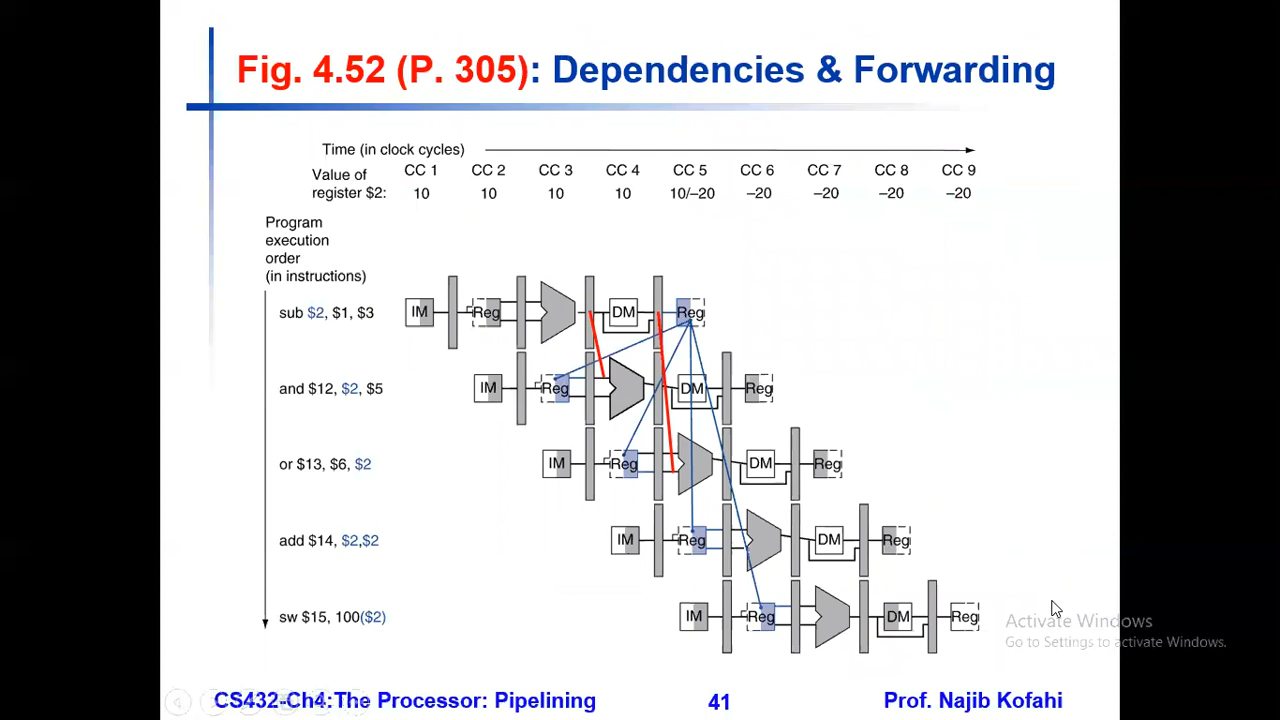 Fig. 4.52 (P. 305): Dependencies & Forwarding
Time (in clock cycles)
CC 1 CC 2 CC 3 CC 4 CC 5 CC 6 CC 7 CC 8 CC 9
Value of
register $2: 10 10 10 10 10/–20 –20 –20 –20 –20
Program
execution
order
(in instructions)
sub $2, $1, $3 IM Reg DM Reg
and $12, $2, $5 IM Reg DM Reg
or $13, $6, $2 IM Reg DM Reg
add $14, $2,$2 IM Reg DM Reg
sw $15, 100($2) IM Reg DM Reg
Activate Windows
Go to Settings to activate Windows.
CS432-Ch4:The Processor: Pipelining 41 Prof. Najib Kofahi